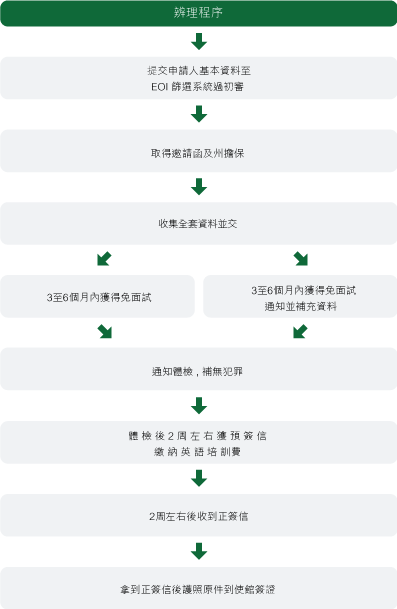 辨理程序
提交申請人基本資料至
EOI 篩選系統過初審
取得邀請函及州擔保
收集全套資料並交
3至6個月內獲得免面試
3至6個月內獲得免面試
通知並補充資料
通知體檢 , 補無犯罪
體檢後2周左右獲預簽信
繳納英語培訓費
2周左右後收到正簽信
拿到正簽信後護照原件到使館簽證